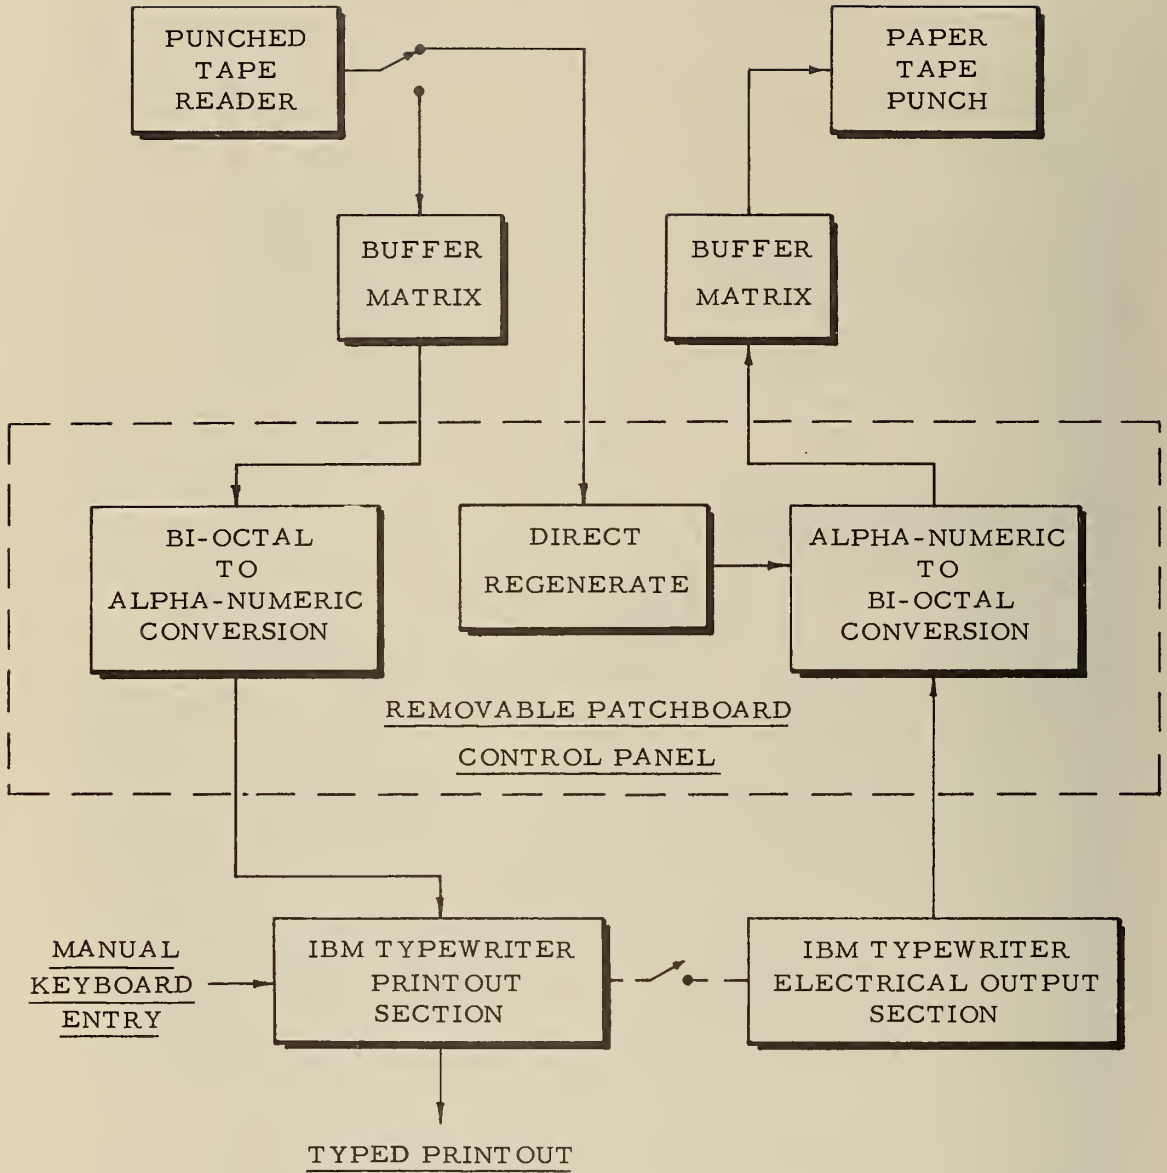 PUNCHED
TAPE
READER
PAPER
TAPE
PUNCH
BUFFER
MATRIX
BUFFER
MATRIX
BI-OCTAL
TO
ALPHA-NUMERIC
CONVERSION
DIRECT
REGENERATE
ALPHA-NUMERIC
TO
BI-OCTAL
CONVERSION
REMOVABLE PATCHBOARD
CONTROL PANEL
MANUAL
KEYBOARD
ENTRY
IBM TYPEWRITER
PRINTOUT
SECTION
IBM TYPEWRITER
ELECTRICAL OUTPUT
SECTION
TYPED PRINTOUT